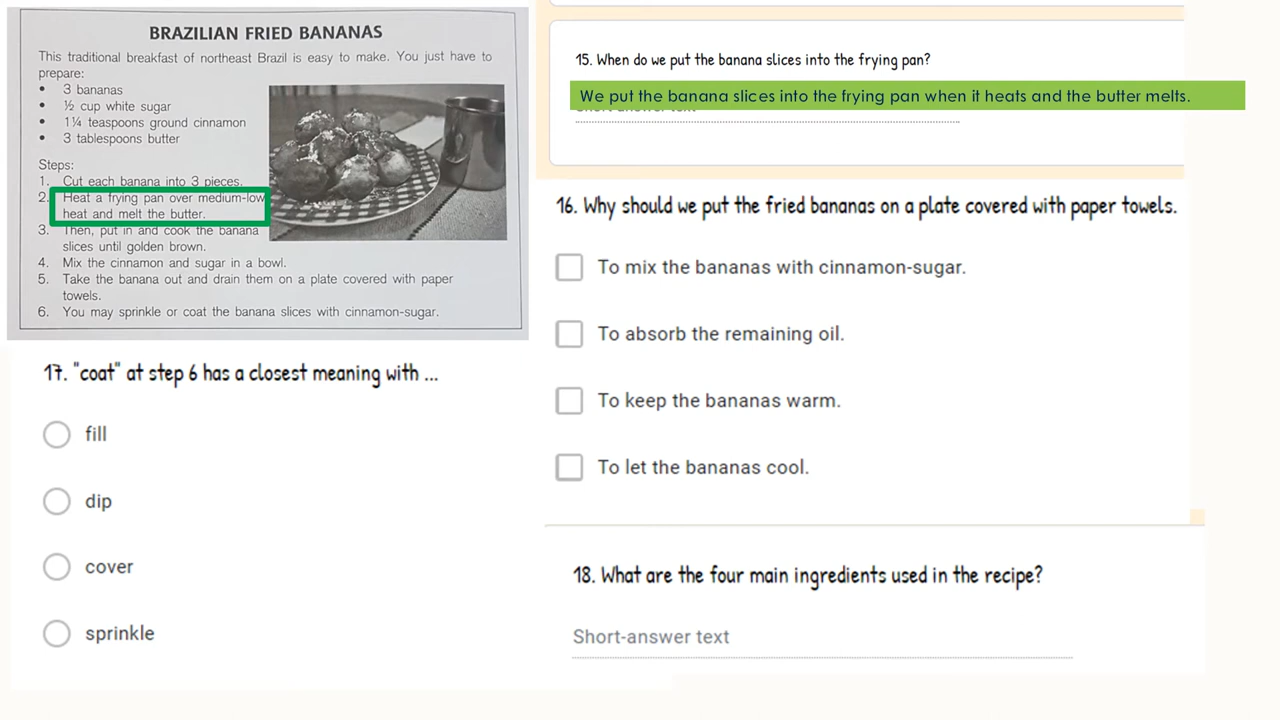 BRAZILIAN FRIED BANANAS
This traditional breakfast of northeast Brazil is easy to make. You just have to
prepare:
• 3 bananas
• ½ cup white sugar
• 1¼ teaspoons ground cinnamon
• 3 tablespoons butter
Steps:
1. Cut each banana into 3 pieces.
2. Heat a frying pan over medium-low
heat and melt the butter.
3. Then, put in and cook the banana
slices until golden brown.
4. Mix the cinnamon and sugar in a bowl.
5. Take the banana out and drain them on a plate covered with paper
towels.
6. You may sprinkle or coat the banana slices with cinnamon-sugar.
15. When do we put the banana slices into the frying pan?
We put the banana slices into the frying pan when it heats and the butter melts.
16. Why should we put the fried bananas on a plate covered with paper towels.
To mix the bananas with cinnamon-sugar.
To absorb the remaining oil.
To keep the bananas warm.
To let the bananas cool.
17. "coat" at step 6 has a closest meaning with ...
fill
dip
cover
sprinkle
18. What are the four main ingredients used in the recipe?
Short-answer text